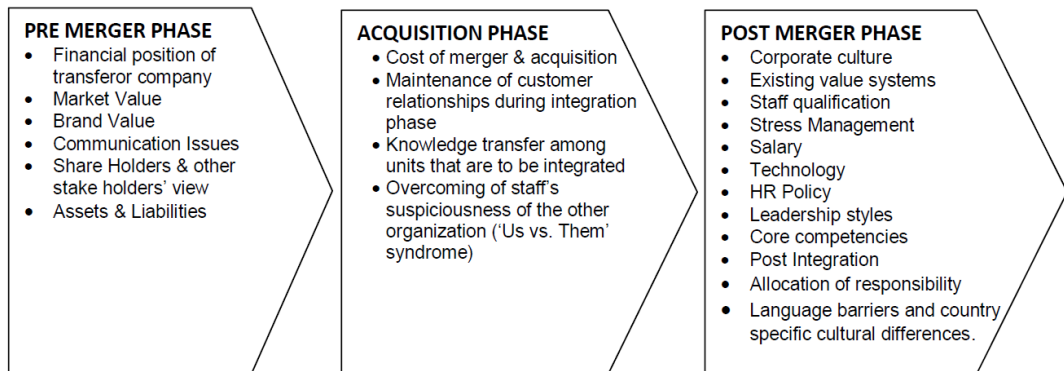 PRE MERGER PHASE
• Financial position of
transferor company
• Market Value
• Brand Value
• Communication Issues
• Share Holders & other
stake holders' view
• Assets & Liabilities
ACQUISITION PHASE
• Cost of merger & acquisition
• Maintenance of customer
relationships during integration
phase
• Knowledge transfer among
units that are to be integrated
• Overcoming of staff's
suspiciousness of the other
organization ('Us vs. Them'
syndrome)
POST MERGER PHASE
• Corporate culture
• Existing value systems
• Staff qualification
• Stress Management
• Salary
• Technology
• HR Policy
• Leadership styles
• Core competencies
• Post Integration
• Allocation of responsibility
• Language barriers and country
specific cultural differences.